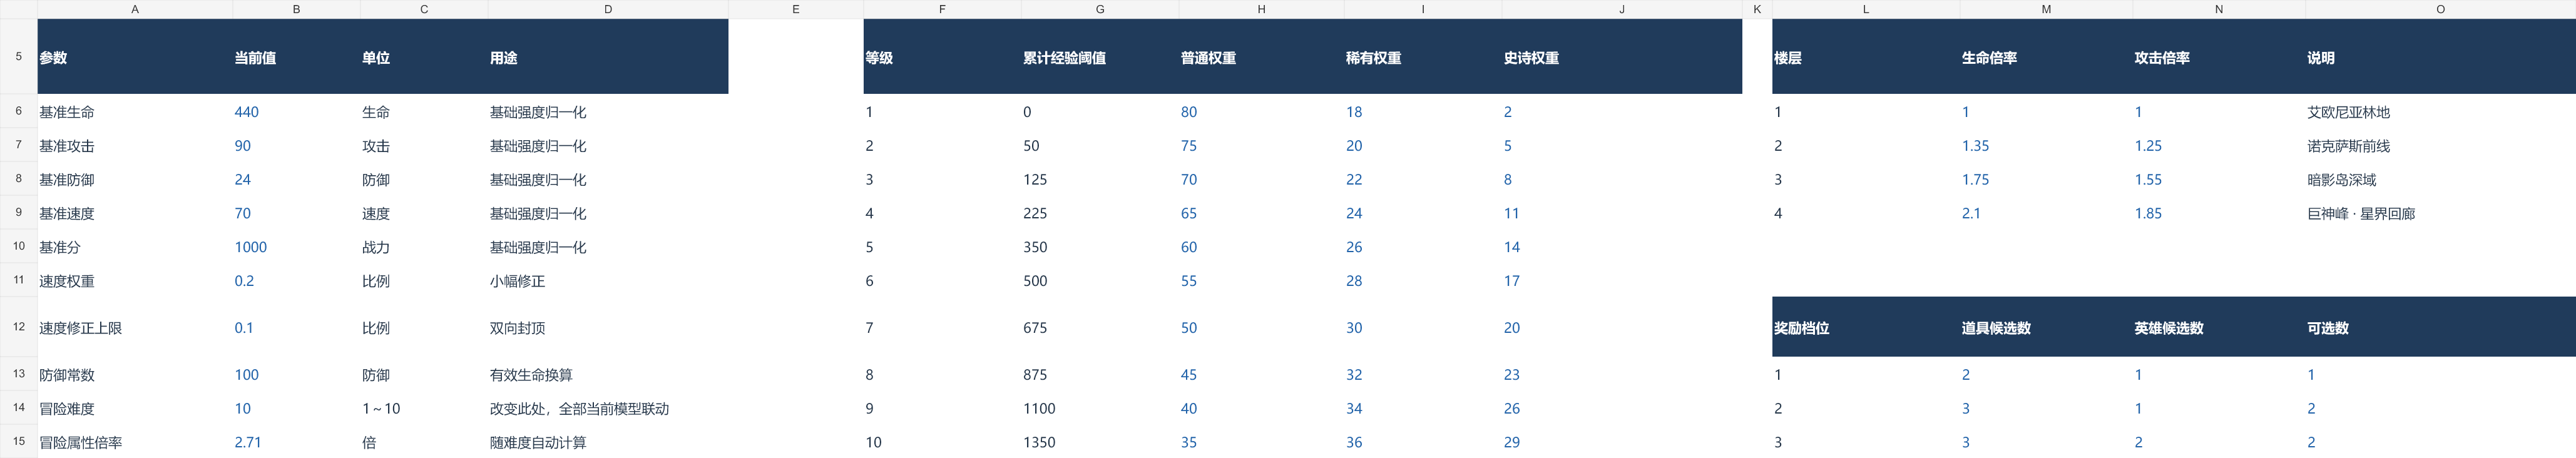 A B C D E F G H I J K L M N O
5 参数 当前值 单位 用途 等级 累计经验阈值 普通权重 稀有权重 史诗权重 楼层 生命倍率 攻击倍率 说明
6 基准生命 440 生命 基础强度归一化 1 0 80 18 2 1 1 1 艾欧尼亚林地
7 基准攻击 90 攻击 基础强度归一化 2 50 75 20 5 2 1.35 1.25 诺克萨斯前线
8 基准防御 24 防御 基础强度归一化 3 125 70 22 8 3 1.75 1.55 暗影岛深域
9 基准速度 70 速度 基础强度归一化 4 225 65 24 11 4 2.1 1.85 巨神峰 · 星界回廊
10 基准分 1000 战力 基础强度归一化 5 350 60 26 14
11 速度权重 0.2 比例 小幅修正 6 500 55 28 17
12 速度修正上限 0.1 比例 双向封顶 7 675 50 30 20 奖励档位 道具候选数 英雄候选数 可选数
13 防御常数 100 防御 有效生命换算 8 875 45 32 23 1 2 1 1
14 冒险难度 10 1～10 改变此处，全部当前模型联动 9 1100 40 34 26 2 3 1 2
15 冒险属性倍率 2.71 倍 随难度自动计算 10 1350 35 36 29 3 3 2 2